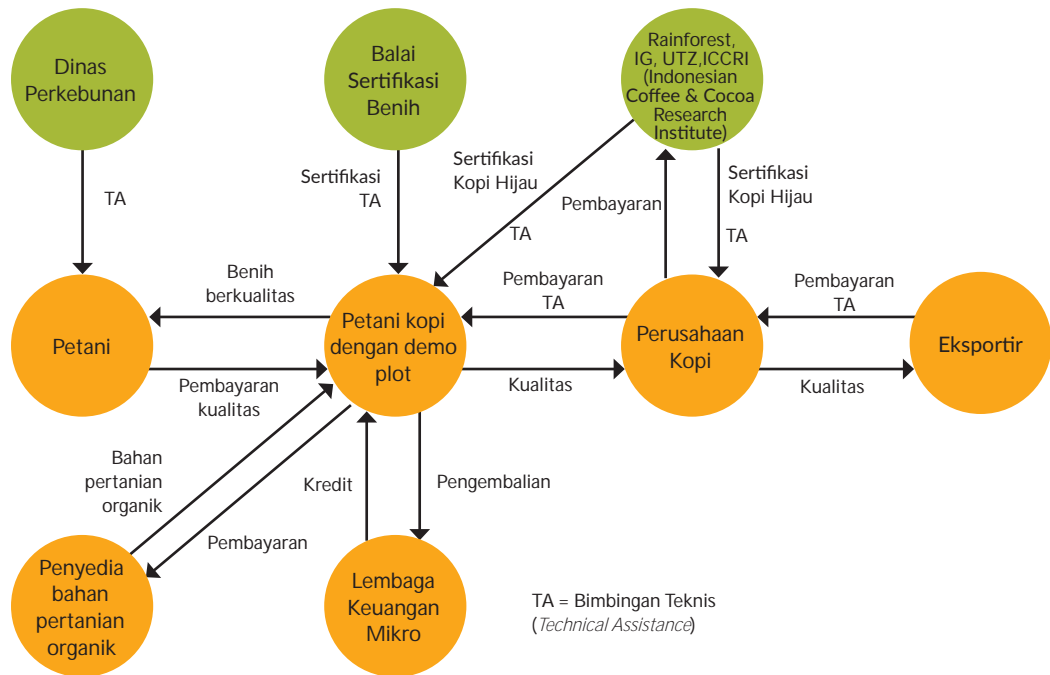 Dinas
Perkebunan
Balai
Sertifikasi
Benih
Rainforest,
IG, UTZ,ICCRI
(Indonesian
Coffee & Cocoa
Research
Institute)
TA
Sertifikasi
TA
Sertifikasi
Kopi Hijau
TA
Pembayaran
Sertifikasi
Kopi Hijau
TA
Benih
berkualitas
Pembayaran
TA
Pembayaran
TA
Petani
Petani kopi
dengan demo
plot
Perusahaan
Kopi
Eksportir
Pembayaran
kualitas
Kualitas
Kualitas
Bahan
pertanian
organik
Pembayaran
Kredit
Pengembalian
Penyedia
bahan
pertanian
organik
Lembaga
Keuangan
Mikro
TA = Bimbingan Teknis
(Technical Assistance)